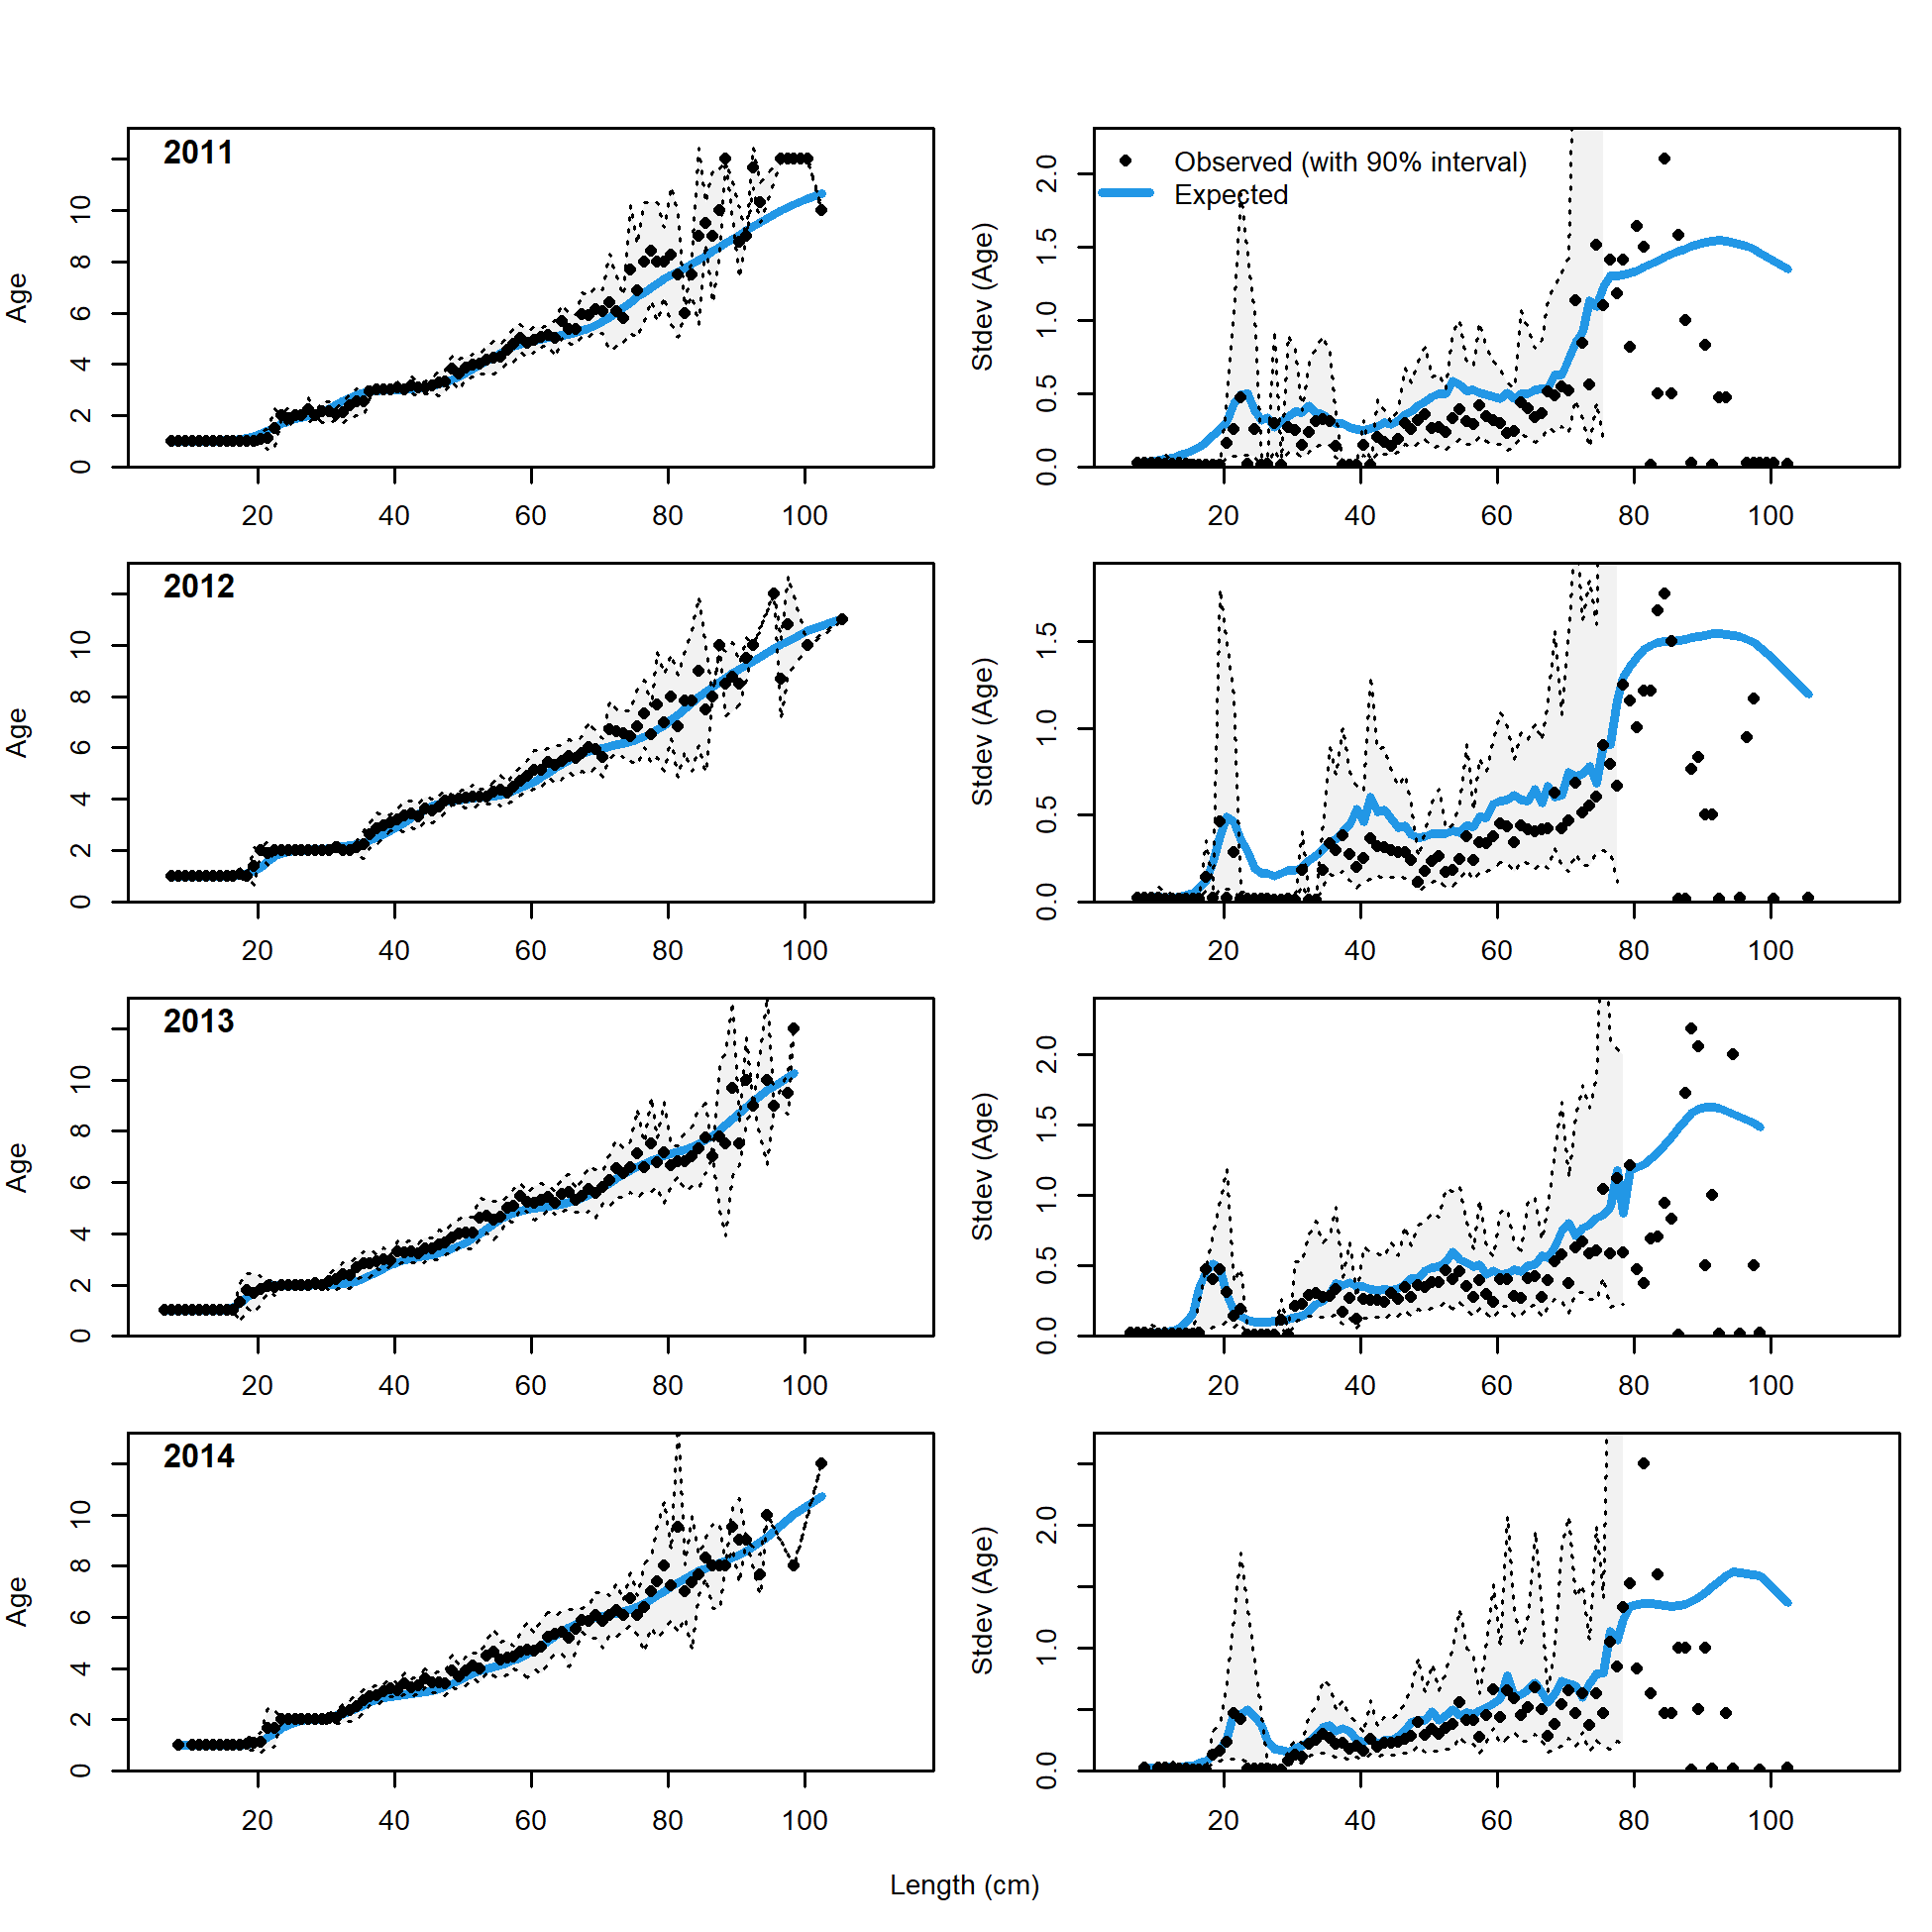 2011
Age
0 2 4 6 8 10
20 40 60 80 100
Observed (with 90% interval)
Expected
Stdev (Age)
0.0 0.5 1.0 1.5 2.0
20 40 60 80 100
2012
Age
0 2 4 6 8 10
20 40 60 80 100
Stdev (Age)
0.0 0.5 1.0 1.5
20 40 60 80 100
2013
Age
0 2 4 6 8 10
20 40 60 80 100
Stdev (Age)
0.0 0.5 1.0 1.5 2.0
20 40 60 80 100
2014
Age
0 2 4 6 8 10
20 40 60 80 100
Stdev (Age)
0.0 1.0 2.0
20 40 60 80 100
Length (cm)